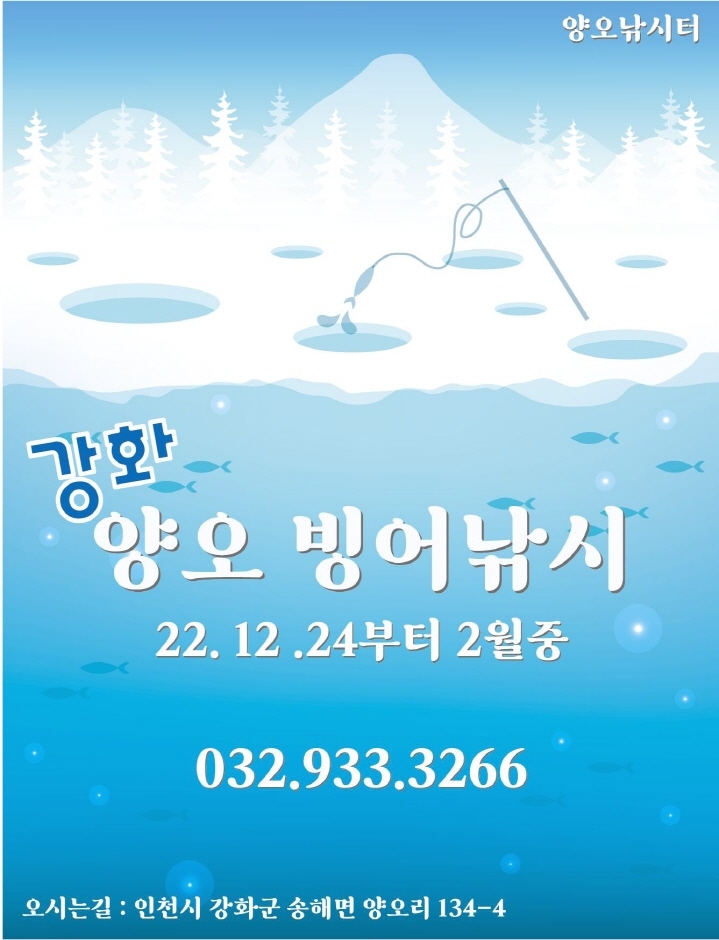 양오낚시터
강화
양오 빙어낚시
22. 12 .24부터 2월중
032.933.3266
오시는길 : 인천시 강화군 송해면 양오리 134-4